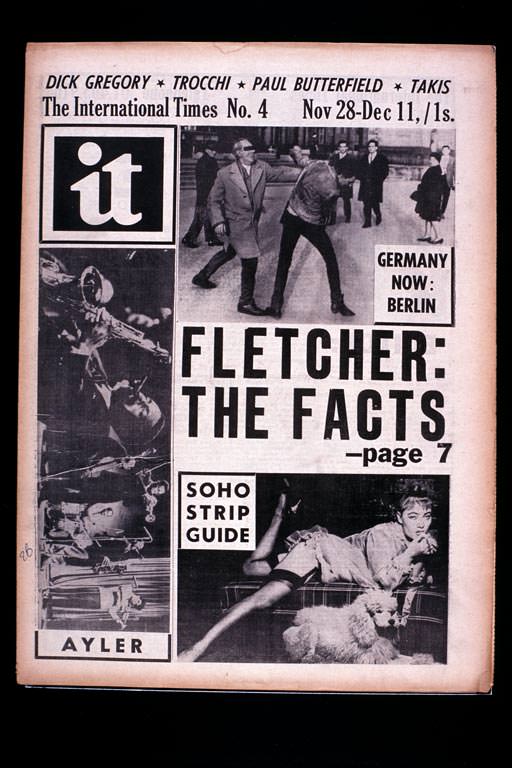 DICK GREGORY ★ TROCCHI ★ PAUL BUTTERFIELD ★ TAKIS
The International Times No. 4 Nov 28-Dec 11,/1s.
it
GERMANY
NOW:
BERLIN
FLETCHER:
THE FACTS
—page 7
SOHO
STRIP
GUIDE
AYLER